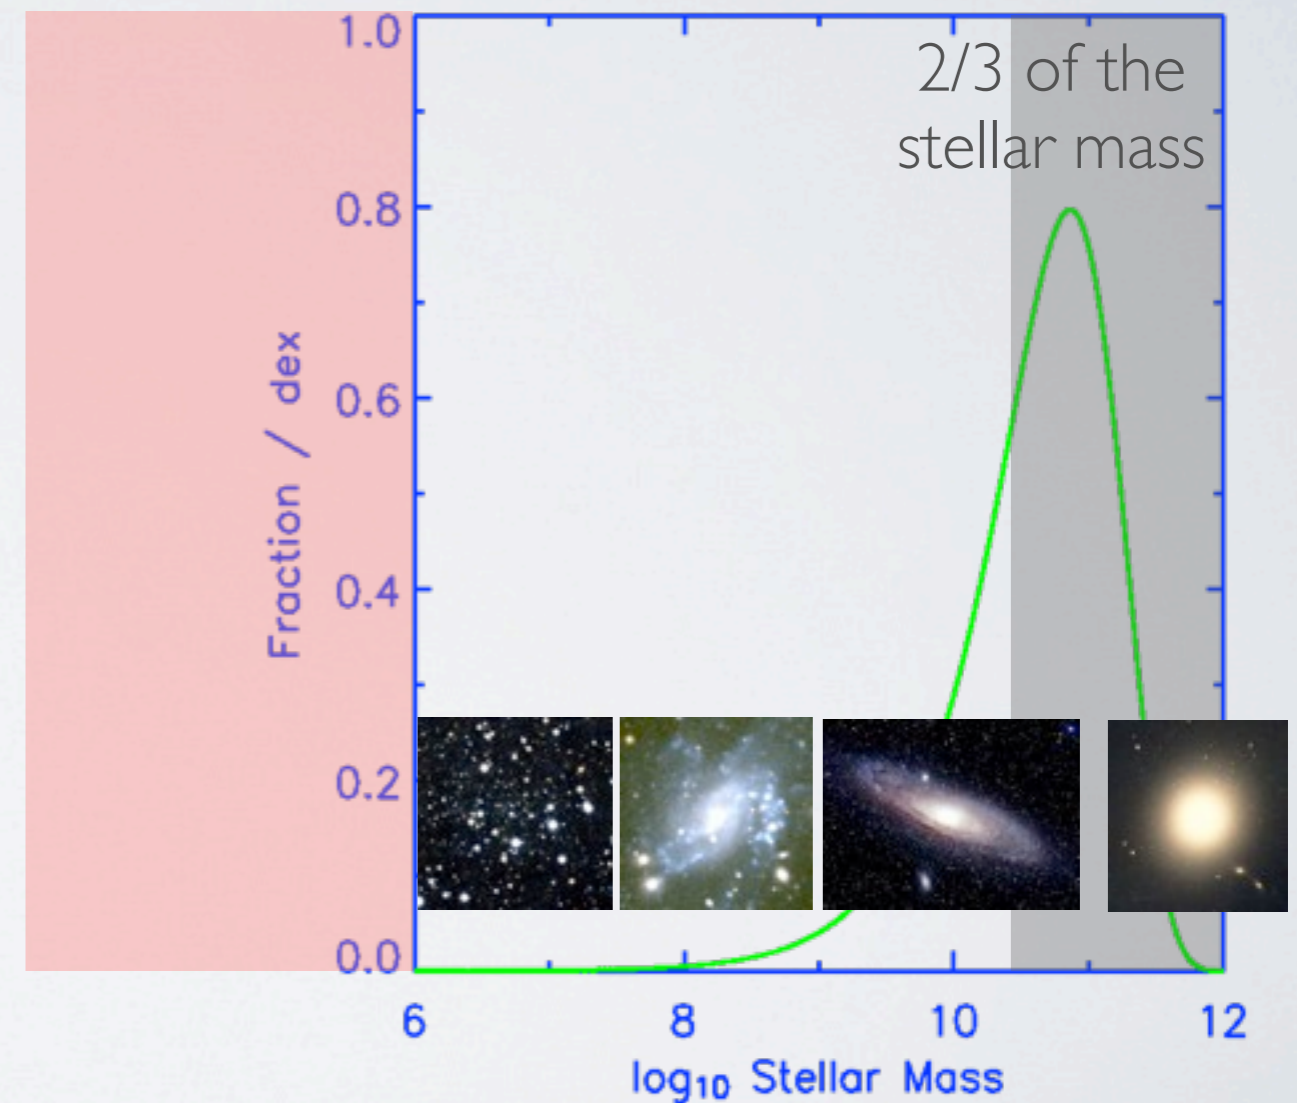 1.0
2/3 of the
stellar mass
0.8
0.6
Fraction / dex
0.4
0.2
0.0
6 8 10 12
log₁₀ Stellar Mass